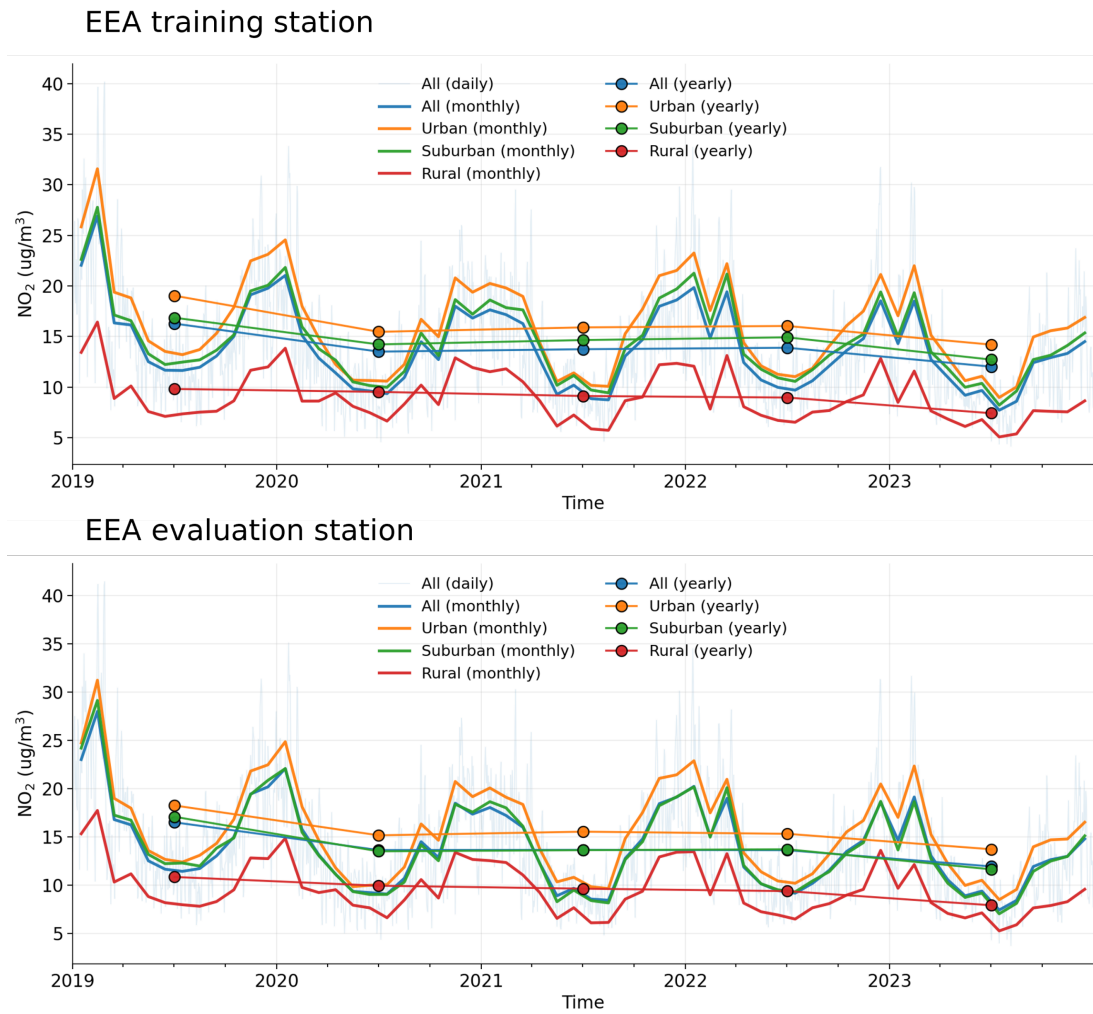 EEA training station
40
35
30
25
20
15
10
5
NO₂ (ug/m³)
All (daily)
All (monthly)
Urban (monthly)
Suburban (monthly)
Rural (monthly)
All (yearly)
Urban (yearly)
Suburban (yearly)
Rural (yearly)
2019 2020 2021 2022 2023
Time
EEA evaluation station
40
35
30
25
20
15
10
5
NO₂ (ug/m³)
All (daily)
All (monthly)
Urban (monthly)
Suburban (monthly)
Rural (monthly)
All (yearly)
Urban (yearly)
Suburban (yearly)
Rural (yearly)
2019 2020 2021 2022 2023
Time